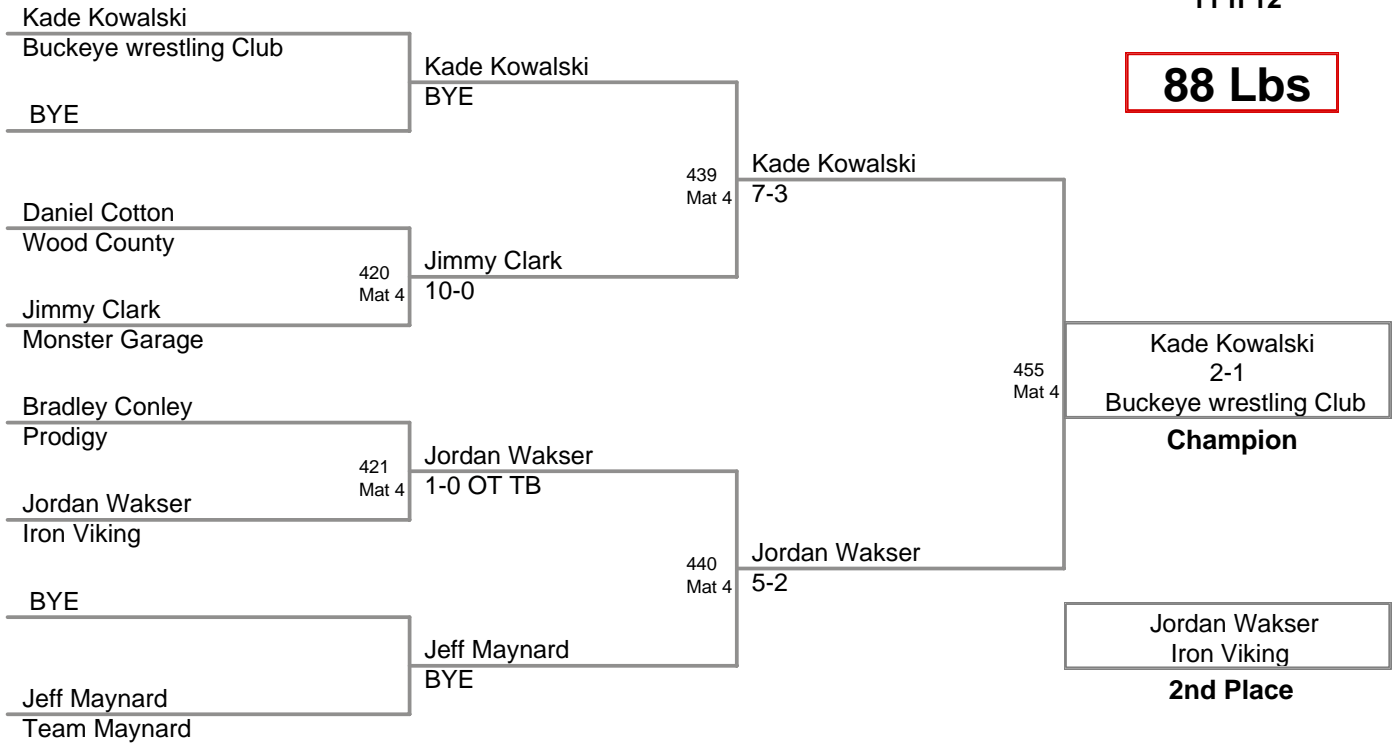 Kade Kowalski
Buckeye wrestling Club
BYE
Daniel Cotton
Wood County
Jimmy Clark
Monster Garage
Bradley Conley
Prodigy
Jordan Wakser
Iron Viking
BYE
Jeff Maynard
Team Maynard
420
Mat 4
421
Mat 4
Kade Kowalski
BYE
Jimmy Clark
10-0
Jordan Wakser
1-0 OT TB
Jeff Maynard
BYE
439
Mat 4
440
Mat 4
Kade Kowalski
7-3
Jordan Wakser
5-2
455
Mat 4
88 Lbs
Kade Kowalski
2-1
Buckeye wrestling Club
Champion
Jordan Wakser
Iron Viking
2nd Place